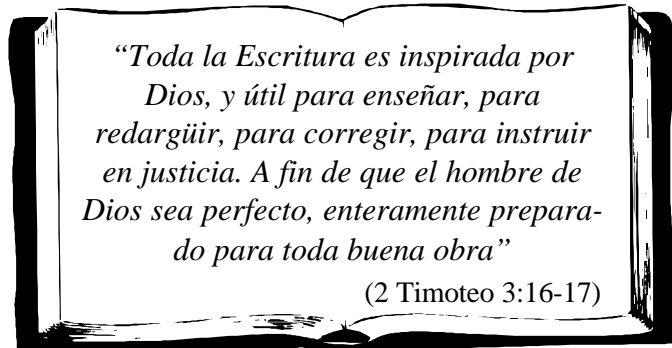 “Toda la Escritura es inspirada por
Dios, y útil para enseñar, para
redargüir, para corregir, para instruir
en justicia. A fin de que el hombre de
Dios sea perfecto, enteramente prepara-
do para toda buena obra”
(2 Timoteo 3:16-17)